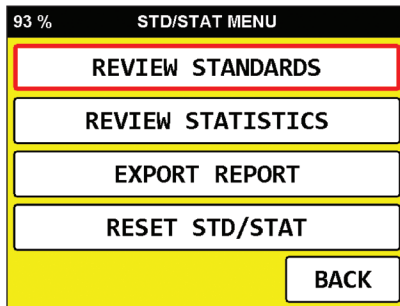 93 % STD/STAT MENU
REVIEW STANDARDS
REVIEW STATISTICS
EXPORT REPORT
RESET STD/STAT
BACK